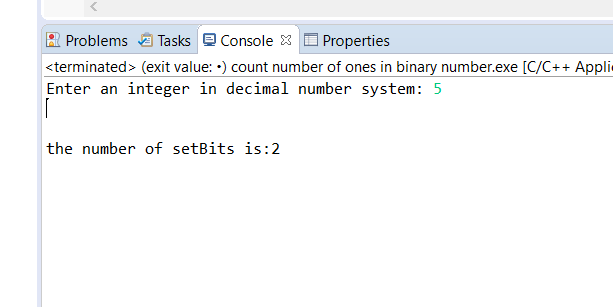 Problems Tasks Console Properties
<terminated> (exit value: •) count number of ones in binary number.exe [C/C++ Appli
Enter an integer in decimal number system: 5
the number of setBits is:2